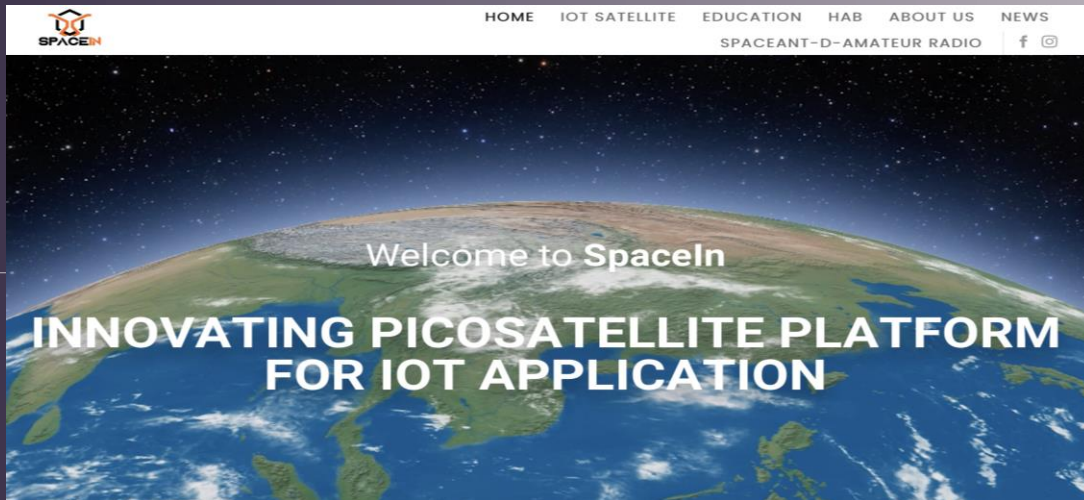 SPACEIN
HOME IOT SATELLITE EDUCATION HAB ABOUT US NEWS
SPACEANT-D-AMATEUR RADIO
Welcome to SpaceIn
INNOVATING PICOSATELLITE PLATFORM
FOR IOT APPLICATION